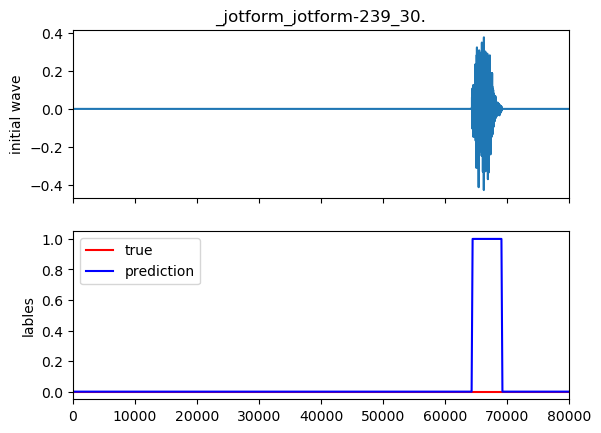 _jotform_jotform-239_30.
0.4
0.2
0.0
−0.2
−0.4
initial wave
1.0
0.8
0.6
0.4
0.2
0.0
lables
true
prediction
0 10000 20000 30000 40000 50000 60000 70000 80000